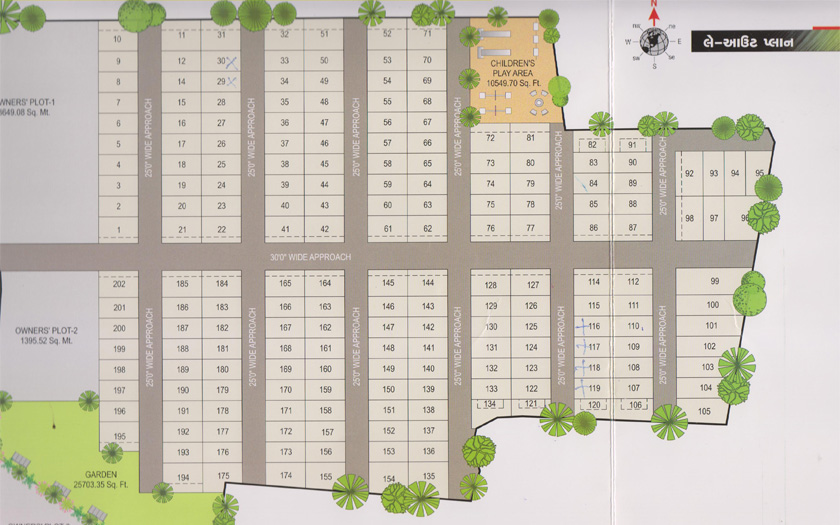 N
NW
NE
W
E
SW
SE
S
લે-આઉટ પ્લાન
10 11 31 32 51 52 71
9 12 30 33 50 53 70
8 14 29 34 49 54 69
7 15 28 35 48 55 68
6 16 27 36 47 56 67
5 17 26 37 46 57 66
4 18 25 38 45 58 65
3 19 24 39 44 59 64
2 20 23 40 43 60 63
1 21 22 41 42 61 62
WNERS' PLOT-1
649.08 Sq. Mt.
CHILDREN'S
PLAY AREA
10549.70 Sq. Ft.
72 81 82 91
73 80 83 90
74 79 84 89
75 78 85 88
76 77 86 87
92 93 94 95
98 97 96
25'0" WIDE APPROACH
25'0" WIDE APPROACH
25'0" WIDE APPROACH
25'0" WIDE APPROACH
25'0" WIDE APPROACH
25'0" WIDE APPROACH
30'0" WIDE APPROACH
202 185 184 165 164 145 144 128 127 114 112 99
201 186 183 166 163 146 143 129 126 115 111 100
200 187 182 167 162 147 142 130 125 116 110 101
199 188 181 168 161 148 141 131 124 117 109 102
198 189 180 169 160 149 140 132 123 118 108 103
197 190 179 170 159 150 139 133 122 119 107 104
196 191 178 171 158 151 138 134 121 120 106 105
195 192 177 172 157 152 137
193 176 173 156 153 136
194 175 174 155 154 135
OWNERS' PLOT-2
1395.52 Sq. Mt.
25'0" WIDE APPROACH
25'0" WIDE APPROACH
25'0" WIDE APPROACH
25'0" WIDE APPROACH
25'0" WIDE APPROACH
GARDEN
25703.35 Sq. Ft.